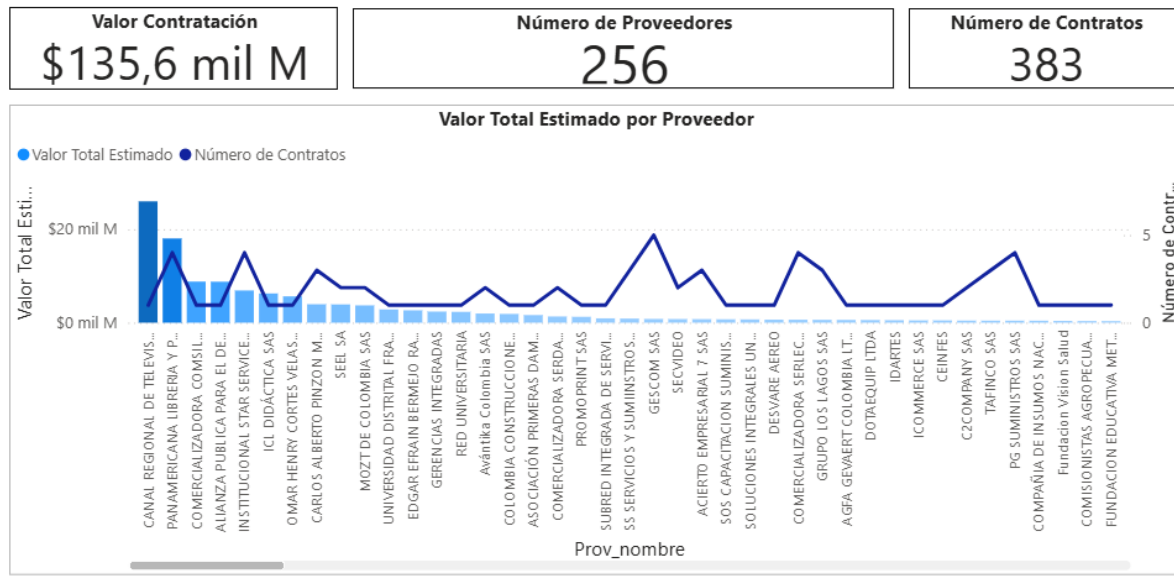 Valor Contratación
$135,6 mil M
Número de Proveedores
256
Número de Contratos
383
Valor Total Estimado por Proveedor
Valor Total Estimado
Número de Contratos
Valor Total Esti...
$20 mil M
$0 mil M
5
0
Número de Contr...
CANAL REGIONAL DE TELEVIS...
PANAMERICANA LIBRERIA Y P...
COMERCIALIZADORA COMSIL...
ALIANZA PUBLICA PARA EL DE...
INSTITUCIONAL STAR SERVICE...
ICL DIDÁCTICA SAS
OMAR HENRY CORTES VELAS...
CARLOS ALBERTO PINZON M...
SEEL SA
MOZT DE COLOMBIA SAS
UNIVERSIDAD DISTRITAL FRA...
EDGAR EFRAIN BERMEJO RA...
GERENCIAS INTEGRADAS
RED UNIVERSITARIA
Avántika Colombia SAS
COLOMBIA CONSTRUCCIONE...
ASOCIACIÓN PRIMERAS DAM...
COMERCIALIZADORA SERDA...
PROMOPRINT SAS
SUBRED INTEGRADA DE SERVI...
SS SERVICIOS Y SUMIINSTROS...
GESCOM SAS
SECVIDEO
ACIERTO EMPRESARIAL 7 SAS
SOS CAPACITACION SUMINIS...
SOLUCIONES INTEGRALES UN...
DESVARE AEREO
COMERCIALIZADORA SERLEC...
GRUPO LOS LAGOS SAS
AGFA GEVAERT COLOMBIA LT...
DOTAEQUIP LTDA
IDARTES
ICOMMERCE SAS
CEINFES
C2COMPANY SAS
TAFINCO SAS
PG SUMINISTROS SAS
COMPAÑIA DE INSUMOS NAC...
Fundacion Vision Salud
COMISIONISTAS AGROPECUA...
FUNDACION EDUCATIVA MET...
Prov_nombre